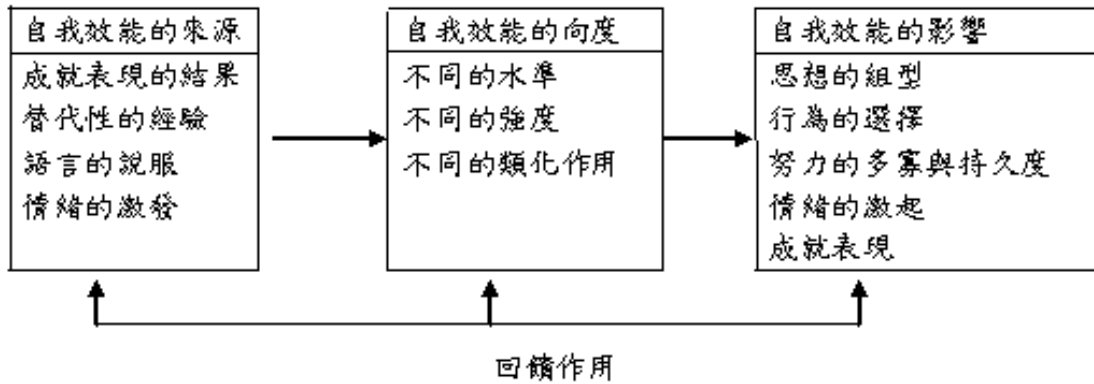 自我效能的來源
成就表現的結果
替代性的經驗
語言的說服
情緒的激發
自我效能的向度
不同的水準
不同的強度
不同的類化作用
自我效能的影響
思想的組型
行為的選擇
努力的多寡與持久度
情緒的激起
成就表現
回饋作用